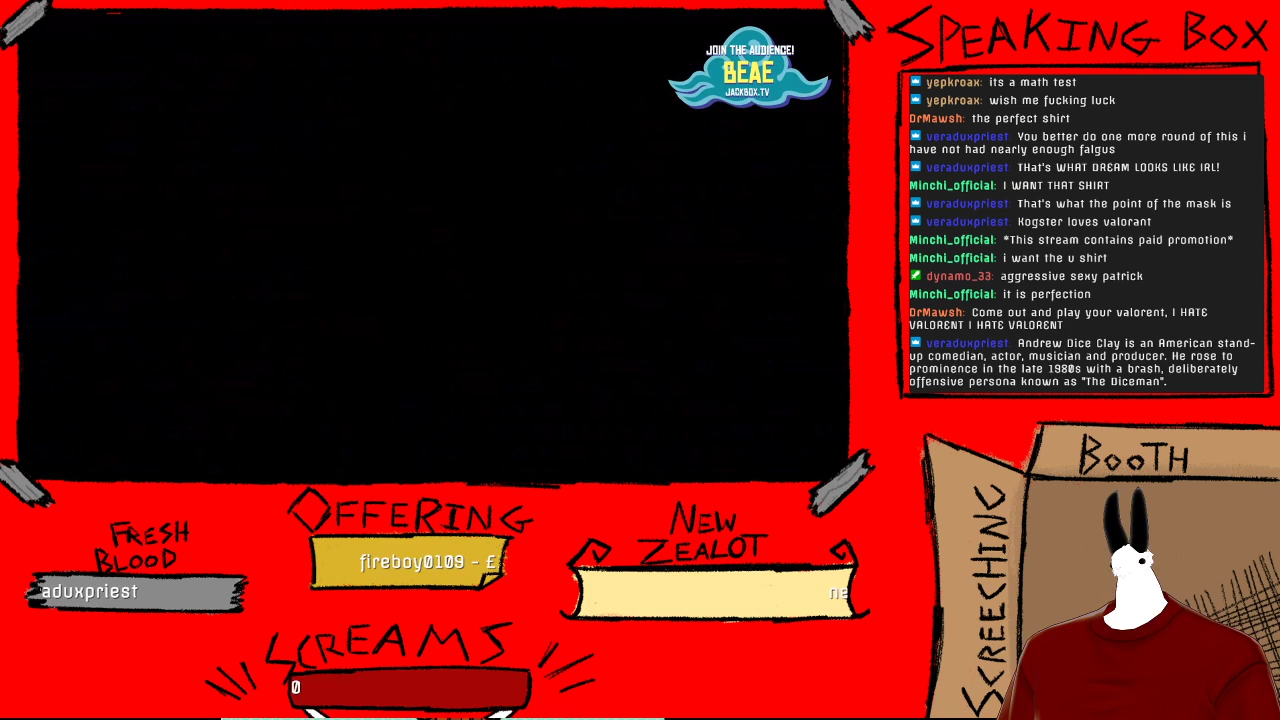 SPEAKING BOX
JOIN THE AUDIENCE!
BEAE
JACKBOX.TV
yepkroax: its a math test
yepkroax: wish me fucking luck
DrMawsh: the perfect shirt
veraduxpriest: You better do one more round of this i
have not had nearly enough falgus
veraduxpriest: THat's WHAT DREAM LOOKS LIKE IRL!
Minchi_official: I WANT THAT SHIRT
veraduxpriest: That's what the point of the mask is
veraduxpriest: Kogster loves valorant
Minchi_official: *This stream contains paid promotion*
Minchi_official: i want the u shirt
dynamo_33: aggressive sexy patrick
Minchi_official: it is perfection
DrMawsh: Come out and play your valorent, I HATE
VALORENT I HATE VALORENT
veraduxpriest: Andrew Dice Clay is an American stand-
up comedian, actor, musician and producer. He rose to
prominence in the late 1980s with a brash, deliberately
offensive persona known as "The Diceman".
BOOTH
SCREECHING
FRESH
BLOOD
aduxpriest
OFFERING
fireboy0109 - £
NEW
ZEALOT
ne
SCREAMS
0